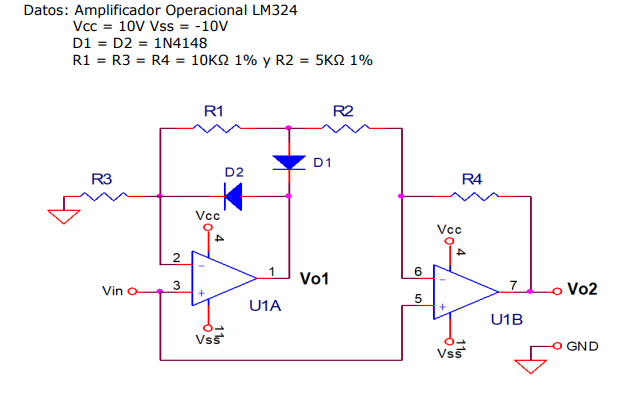 Datos: Amplificador Operacional LM324
Vcc = 10V Vss = -10V
D1 = D2 = 1N4148
R1 = R3 = R4 = 10KΩ 1% y R2 = 5KΩ 1%
R1
R2
D1
R3
D2
R4
Vcc
4
Vcc
4
2
-
1
Vo1
6
-
7
Vo2
Vin
3
+
5
+
U1A
U1B
11
Vss
11
Vss
GND